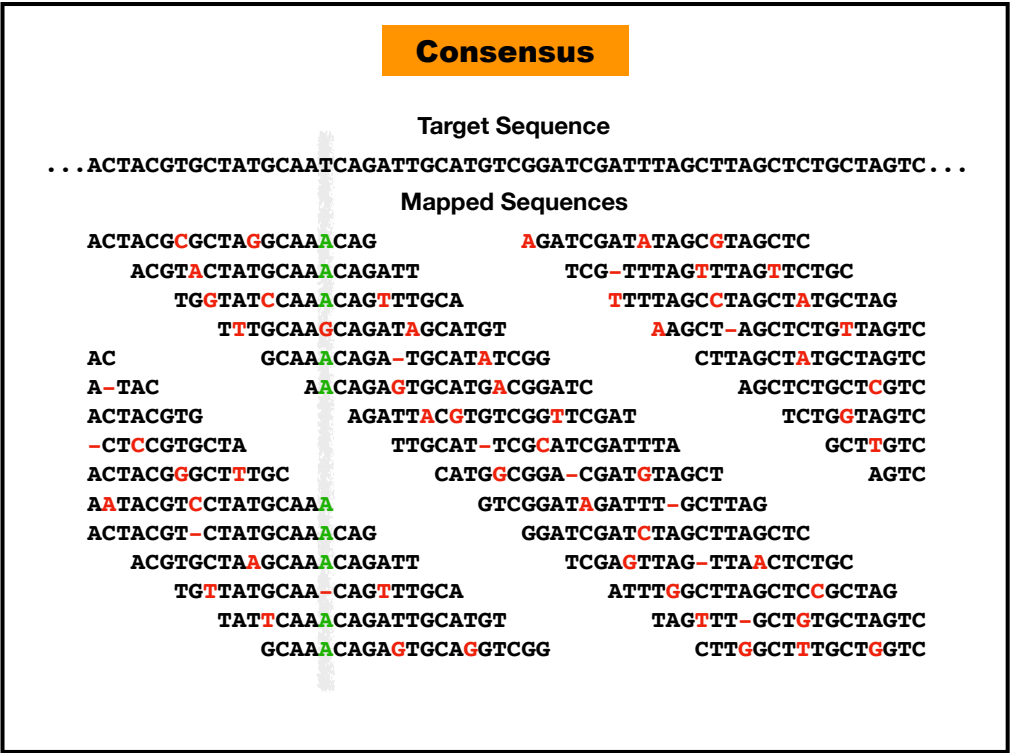 Consensus
Target Sequence
...ACTACGTGCTATGCAATCAGATTGCATGTCGGATCGATTTAGCTTAGCTCTGCTAGTC...
Mapped Sequences
ACTACGCGCTAGGCAAACAG AGATCGATATAGCGTAGCTC
ACGTACTATGCAAACAGATT TCG-TTTAGTTTAGTTCTGC
TGGTATCCAAACAGTTTGCA TTTTAGCCTAGCTATGCTAG
TTTGCAAGCAGATAGCATGT AAGCT-AGCTCTGTTAGTC
AC GCAAACAGA-TGCATATCGG CTTAGCTATGCTAGTC
A-TAC AACAGAGTGCATGACGGATC AGCTCTGCTCGTC
ACTACGTG AGATTACGTGTCGGTTCGAT TCTGGTAGTC
-CTCCGTGCTA TTGCAT-TCGCATCGATTTA GCTTGTC
ACTACGGGCTTTGC CATGGCGGA-CGATGTAGCT AGTC
AATACGTCCTATGCAAA GTCGGATAGATTT-GCTTAG
ACTACGT-CTATGCAAACAG GGATCGATCTAGCTTAGCTC
ACGTGCTAAGCAAACAGATT TCGAGTTAG-TTAACTCTGC
TGTTATGCAA-CAGTTTGCA ATTTGGCTTAGCTCCGCTAG
TATTCAAACAGATTGCATGT TAGTTT-GCTGTGCTAGTC
GCAAACAGAGTGCAGGTCGG CTTGGCTTTGCTGGTC